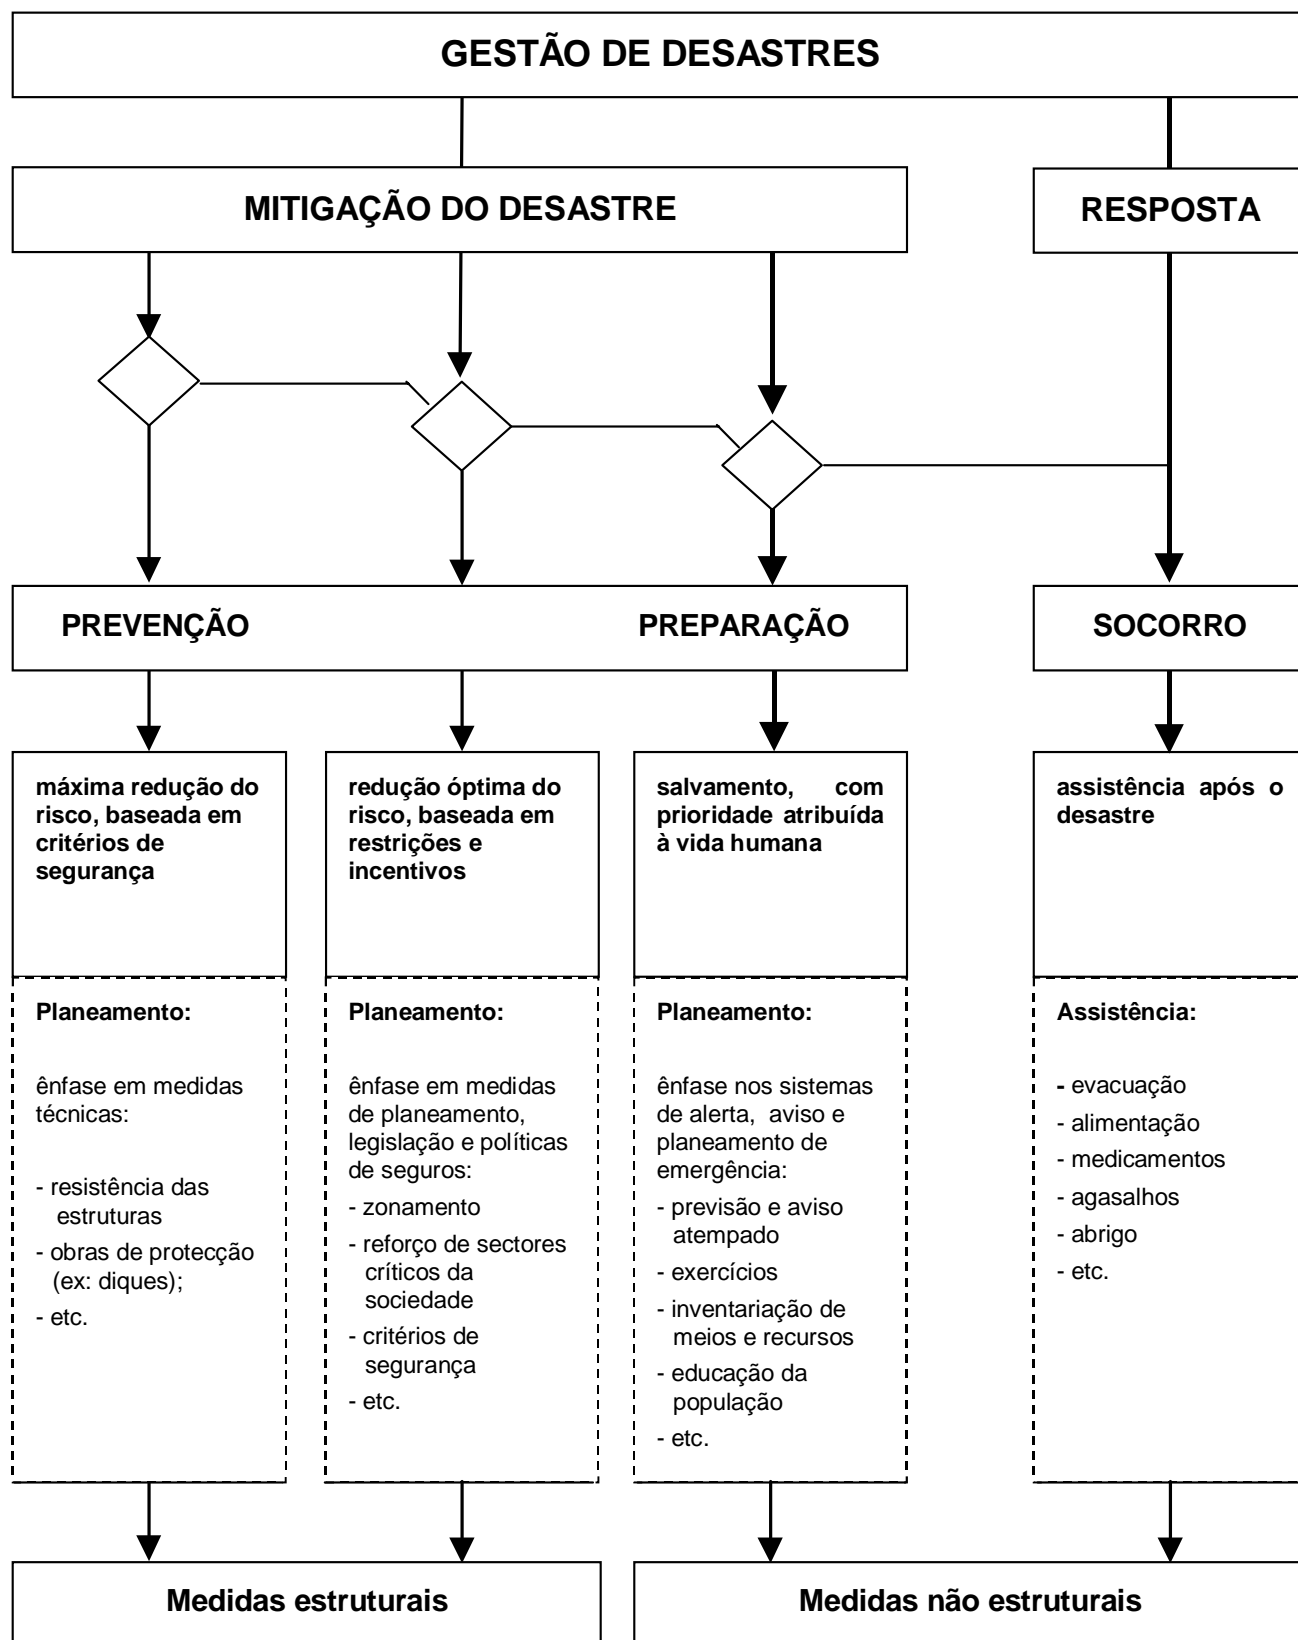 GESTÃO DE DESASTRES
MITIGAÇÃO DO DESASTRE
RESPOSTA
PREVENÇÃO
PREPARAÇÃO
SOCORRO
máxima redução do
risco, baseada em
critérios de
segurança
redução óptima do
risco, baseada em
restrições e
incentivos
salvamento, com
prioridade atribuída
à vida humana
assistência após o
desastre
Planeamento:
ênfase em medidas
técnicas:
- resistência das
estruturas
- obras de protecção
(ex: diques);
- etc.
Planeamento:
ênfase em medidas
de planeamento,
legislação e políticas
de seguros:
- zonamento
- reforço de sectores
críticos da
sociedade
- critérios de
segurança
- etc.
Planeamento:
ênfase nos sistemas
de alerta, aviso e
planeamento de
emergência:
- previsão e aviso
atempado
- exercícios
- inventariação de
meios e recursos
- educação da
população
- etc.
Assistência:
- evacuação
- alimentação
- medicamentos
- agasalhos
- abrigo
- etc.
Medidas estruturais
Medidas não estruturais